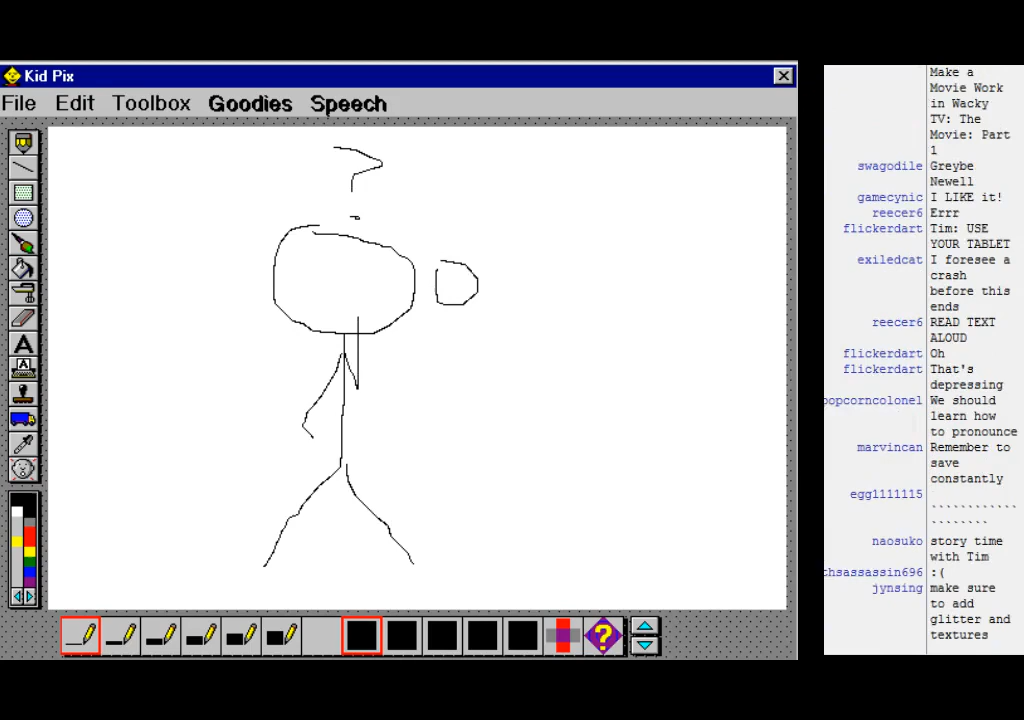 Kid Pix
File Edit Toolbox Goodies Speech
A
A
?
Make a
Movie Work
in Wacky
TV: The
Movie: Part
1
swagodile Greybe
Newell
gamecynic I LIKE it!
reecer6 Errr
flickerdart Tim: USE
YOUR TABLET
exiledcat I foresee a
crash
before this
ends
reecer6 READ TEXT
ALOUD
flickerdart Oh
flickerdart That's
depressing
popcorncolonel We should
learn how
to pronounce
marvincan Remember to
save
constantly
egg1111115
````````````
````````
naosuko story time
with Tim
thsassassin696 :(
jynsing make sure
to add
glitter and
textures